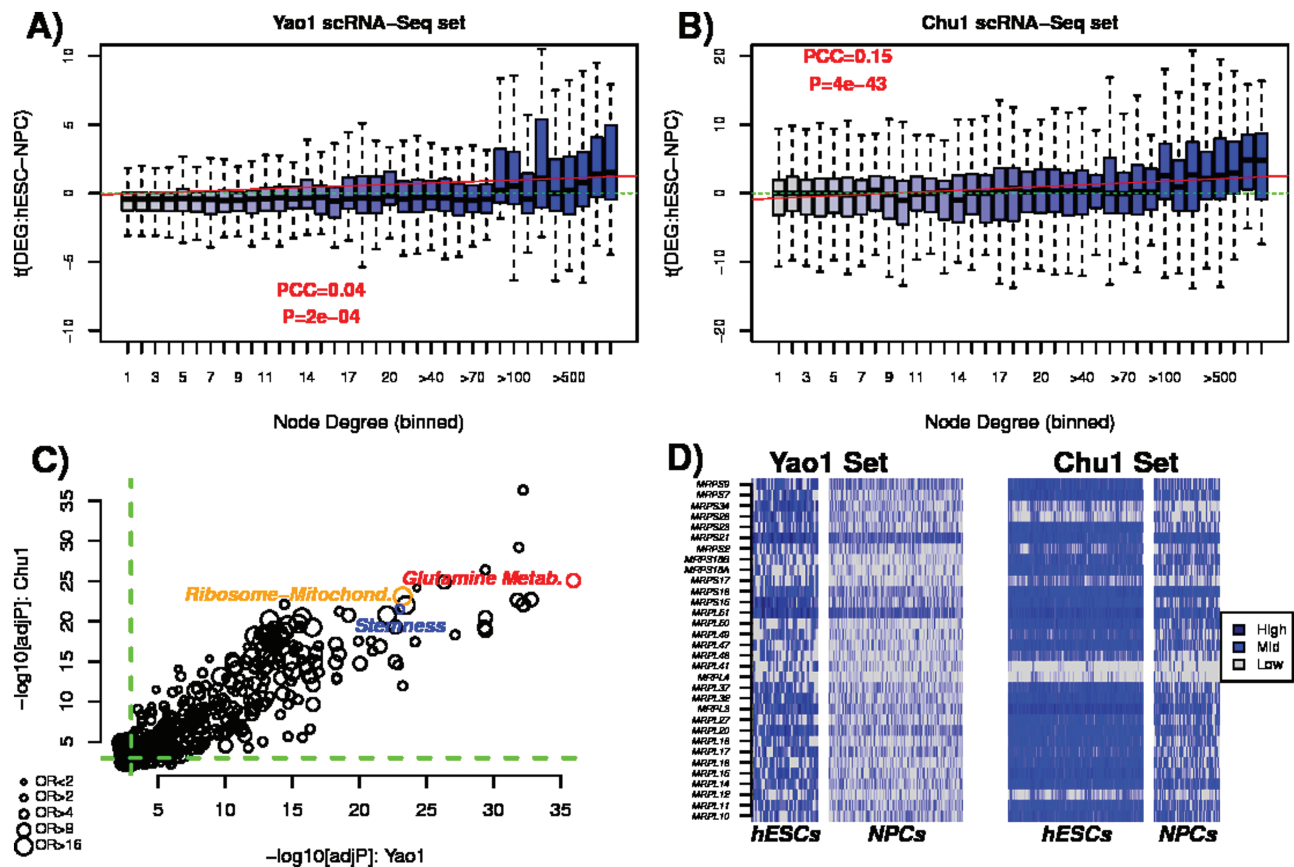 A)
Yao1 scRNA-Seq set
t(DEG:hESC-NPC)
10
5
0
-5
-10
PCC=0.04
P=2e-04
1 3 5 7 9 11 14 17 20 >40 >70 >100 >500
Node Degree (binned)
B)
Chu1 scRNA-Seq set
t(DEG:hESC-NPC)
20
10
0
-10
-20
PCC=0.15
P=4e-43
1 3 5 7 9 11 14 17 20 >40 >70 >100 >500
Node Degree (binned)
C)
-log10[adjP]: Chu1
35
30
25
20
15
10
5
Glutamine Metab.
Ribosome-Mitochond.
Stemness
OR<2
OR>2
OR>4
OR>8
OR>16
5 10 15 20 25 30 35
-log10[adjP]: Yao1
D)
Yao1 Set
Chu1 Set
MRPS9
MRPS7
MRPS34
MRPS28
MRPS23
MRPS21
MRPS2
MRPS18B
MRPS18A
MRPS17
MRPS16
MRPS15
MRPL51
MRPL50
MRPL49
MRPL47
MRPL46
MRPL41
MRPL4
MRPL37
MRPL32
MRPL3
MRPL27
MRPL20
MRPL18
MRPL17
MRPL16
MRPL15
MRPL14
MRPL12
MRPL11
MRPL10
High
Mid
Low
hESCs
NPCs
hESCs
NPCs